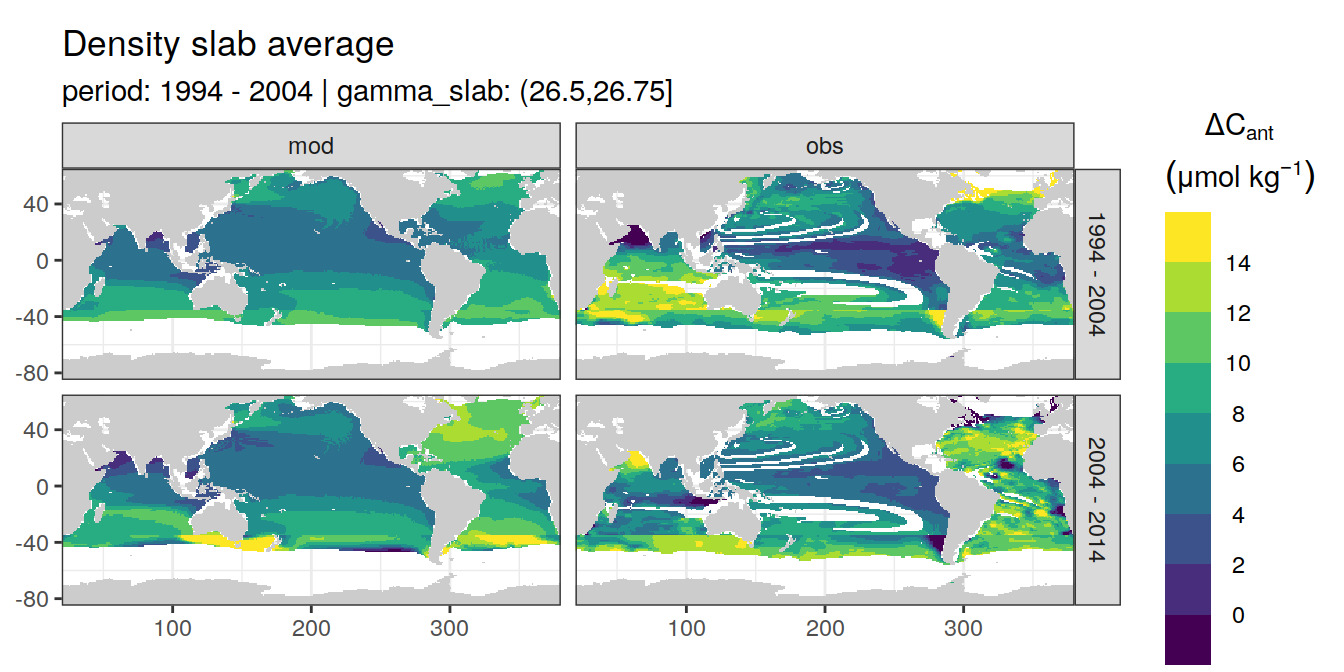 Density slab average
period: 1994 - 2004 | gamma_slab: (26.5,26.75]
mod
obs
ΔCant
(μmol kg⁻¹)
40
0
-40
-80
1994 - 2004
40
0
-40
-80
2004 - 2014
100
200
300
100
200
300
14
12
10
8
6
4
2
0